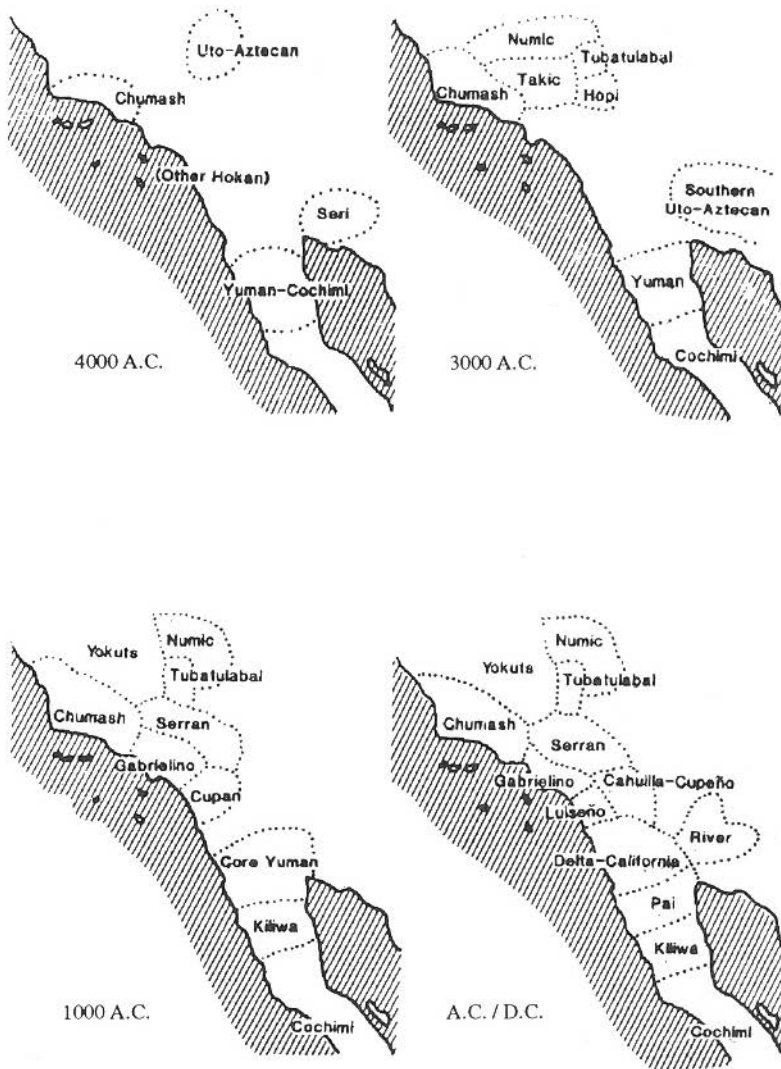 Uto-Aztecan
Chumash
(Other Hokan)
Seri
Yuman-Cochimi
4000 A.C.
Numic
Tubatulabal
Takic
Chumash
Hopi
Southern
Uto-Aztecan
Yuman
Cochimi
3000 A.C.
Numic
Yokuts
Tubatulabal
Chumash
Serran
Gabrielino
Cupan
Core Yuman
Kiliwa
1000 A.C.
Cochimi
Numic
Yokuts
Tubatulabal
Chumash
Serran
Gabrielino
Cahuilla-Cupeño
Luiseño
River
Delta-California
Pai
Kiliwa
A.C. / D.C.
Cochimi